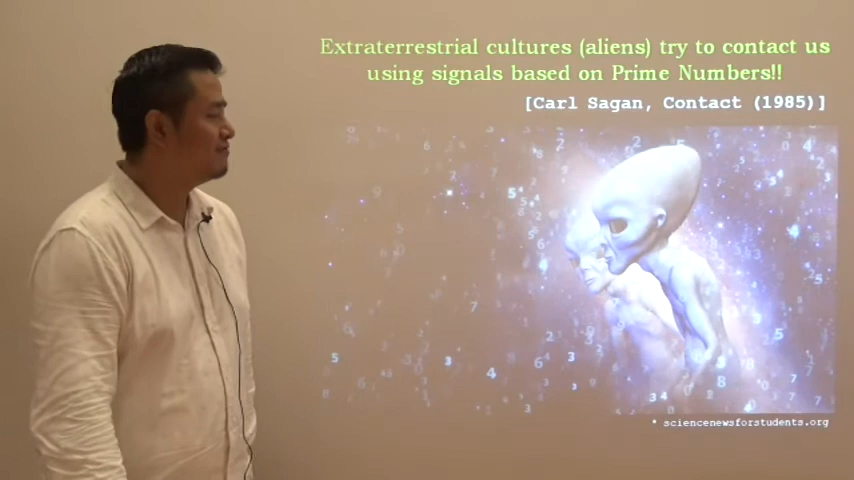 Extraterrestrial cultures (aliens) try to contact us
using signals based on Prime Numbers!!
[Carl Sagan, Contact (1985)]
* sciencenewsforstudents.org